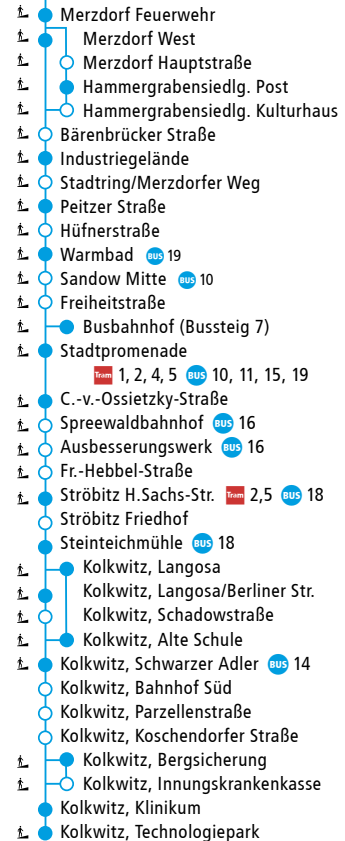 Merzdorf Feuerwehr
Merzdorf West
Merzdorf Hauptstraße
Hammergrabensiedlg. Post
Hammergrabensiedlg. Kulturhaus
Bärenbrücker Straße
Industriegelände
Stadtring/Merzdorfer Weg
Peitzer Straße
Hüfnerstraße
Warmbad BUS 19
Sandow Mitte BUS 10
Freiheitstraße
Busbahnhof (Bussteig 7)
Stadtpromenade
Tram 1, 2, 4, 5 BUS 10, 11, 15, 19
C.-v.-Ossietzky-Straße
Spreewaldbahnhof BUS 16
Ausbesserungswerk BUS 16
Fr.-Hebbel-Straße
Ströbitz H.Sachs-Str. Tram 2,5 BUS 18
Ströbitz Friedhof
Steinteichmühle BUS 18
Kolkwitz, Langosa
Kolkwitz, Langosa/Berliner Str.
Kolkwitz, Schadowstraße
Kolkwitz, Alte Schule
Kolkwitz, Schwarzer Adler BUS 14
Kolkwitz, Bahnhof Süd
Kolkwitz, Parzellenstraße
Kolkwitz, Koschendorfer Straße
Kolkwitz, Bergsicherung
Kolkwitz, Innungskrankenkasse
Kolkwitz, Klinikum
Kolkwitz, Technologiepark